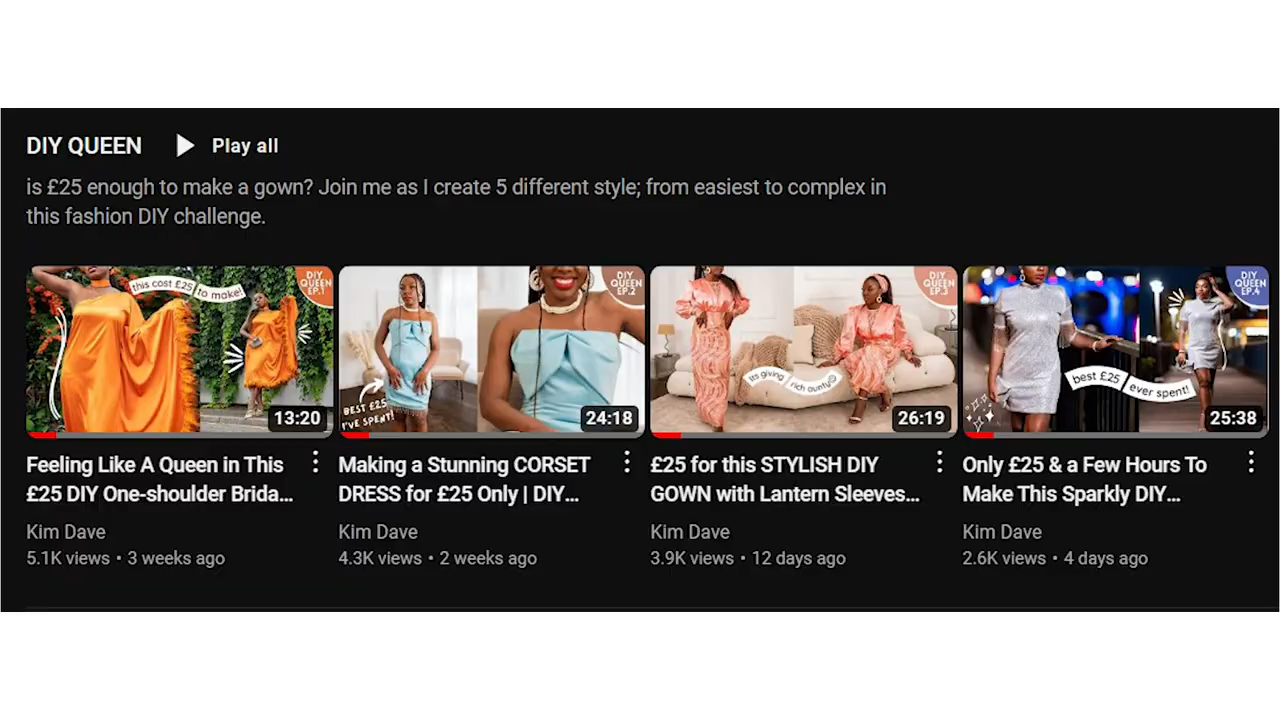 DIY QUEEN
Play all
is £25 enough to make a gown? Join me as I create 5 different style; from easiest to complex in
this fashion DIY challenge.
this cost £25 to make!
DIY
QUEEN
EP.1
13:20
BEST £25
I'VE SPENT!
DIY
QUEEN
EP.2
24:18
Its giving rich aunty
DIY
QUEEN
EP.3
26:19
best £25 ever spent!
DIY
QUEEN
EP.4
25:38
Feeling Like A Queen in This
£25 DIY One-shoulder Brida...
Kim Dave
5.1K views • 3 weeks ago
Making a Stunning CORSET
DRESS for £25 Only | DIY...
Kim Dave
4.3K views • 2 weeks ago
£25 for this STYLISH DIY
GOWN with Lantern Sleeves...
Kim Dave
3.9K views • 12 days ago
Only £25 & a Few Hours To
Make This Sparkly DIY...
Kim Dave
2.6K views • 4 days ago